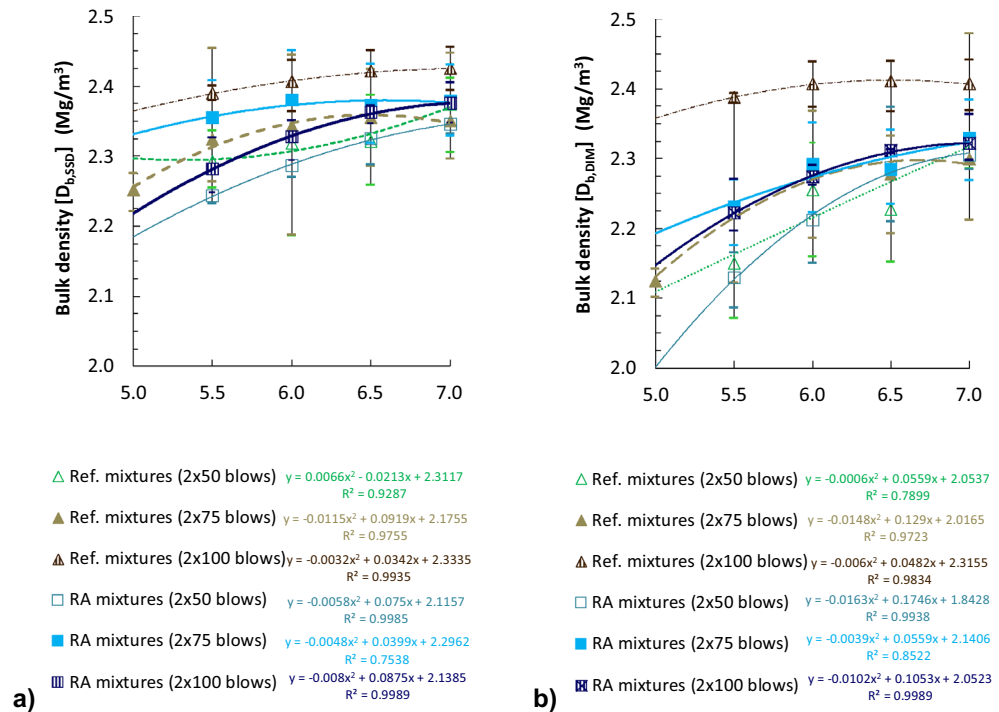 Bulk density [Db,SSD] (Mg/m³)
2.5
2.4
2.3
2.2
2.1
2.0
5.0 5.5 6.0 6.5 7.0
Ref. mixtures (2x50 blows) y = 0.0066x² - 0.0213x + 2.3117
R² = 0.9287
Ref. mixtures (2x75 blows) y = -0.0115x² + 0.0919x + 2.1755
R² = 0.9755
Ref. mixtures (2x100 blows) y = -0.0032x² + 0.0342x + 2.3335
R² = 0.9935
RA mixtures (2x50 blows) y = -0.0058x² + 0.075x + 2.1157
R² = 0.9985
RA mixtures (2x75 blows) y = -0.0048x² + 0.0399x + 2.2962
R² = 0.7538
RA mixtures (2x100 blows) y = -0.008x² + 0.0875x + 2.1385
R² = 0.9989
a)
Bulk density [Db,DIM] (Mg/m³)
2.5
2.4
2.3
2.2
2.1
2.0
5.0 5.5 6.0 6.5 7.0
Ref. mixtures (2x50 blows) y = -0.0006x² + 0.0559x + 2.0537
R² = 0.7899
Ref. mixtures (2x75 blows) y = -0.0148x² + 0.129x + 2.0165
R² = 0.9723
Ref. mixtures (2x100 blows) y = -0.006x² + 0.0482x + 2.3155
R² = 0.9834
RA mixtures (2x50 blows) y = -0.0163x² + 0.1746x + 1.8428
R² = 0.9938
RA mixtures (2x75 blows) y = -0.0039x² + 0.0559x + 2.1406
R² = 0.8522
RA mixtures (2x100 blows) y = -0.0102x² + 0.1053x + 2.0523
R² = 0.9989
b)